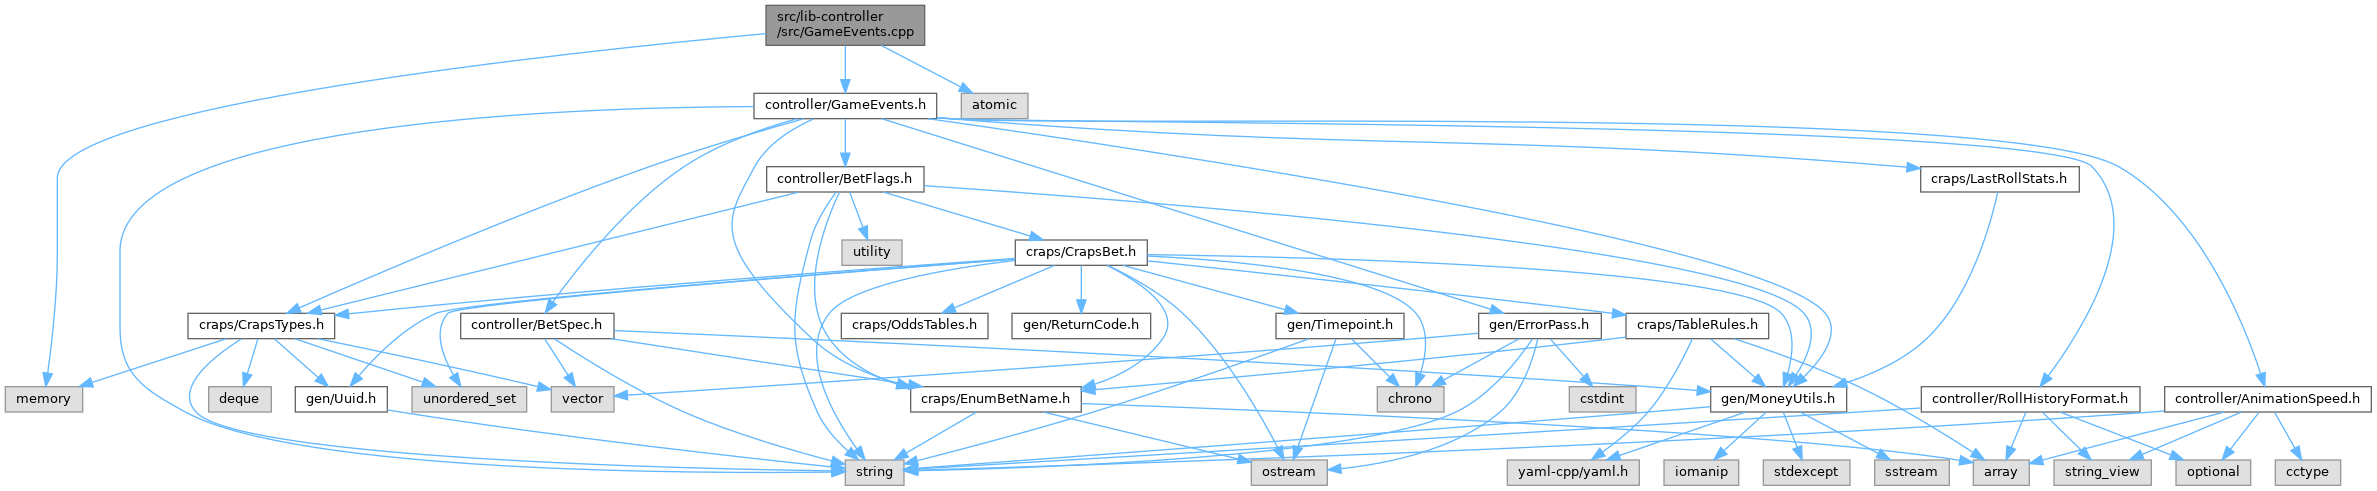 src/lib-controller
/src/GameEvents.cpp
controller/GameEvents.h
atomic
controller/BetFlags.h
craps/LastRollStats.h
utility
craps/CrapsBet.h
craps/CrapsTypes.h
controller/BetSpec.h
craps/OddsTables.h
gen/ReturnCode.h
gen/Timepoint.h
gen/ErrorPass.h
craps/TableRules.h
memory
deque
gen/Uuid.h
unordered_set
vector
craps/EnumBetName.h
chrono
cstdint
gen/MoneyUtils.h
controller/RollHistoryFormat.h
controller/AnimationSpeed.h
string
ostream
yaml-cpp/yaml.h
iomanip
stdexcept
sstream
array
string_view
optional
cctype